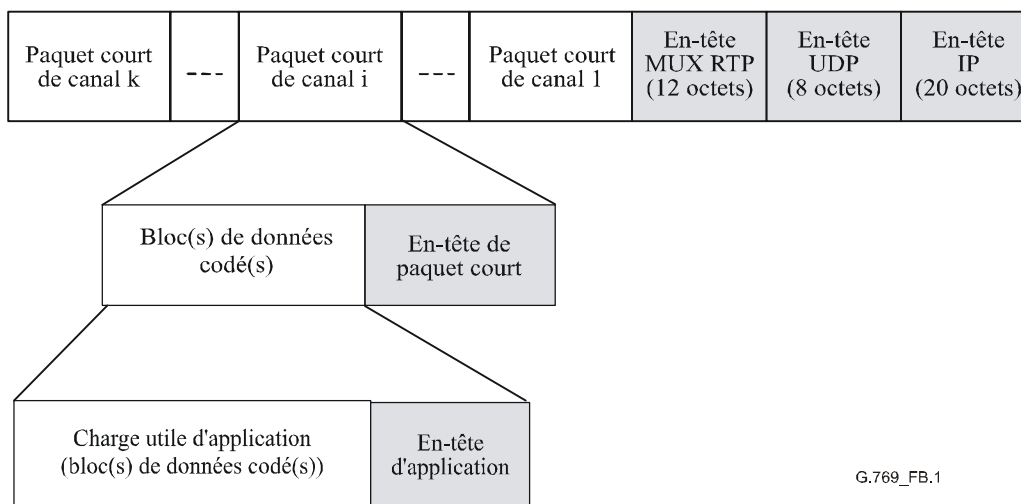 Paquet court
de canal k
---
Paquet court
de canal i
---
Paquet court
de canal 1
En-tête
MUX RTP
(12 octets)
En-tête
UDP
(8 octets)
En-tête
IP
(20 octets)
Bloc(s) de données
codé(s)
En-tête de
paquet court
Charge utile d'application
(bloc(s) de données codé(s))
En-tête
d'application
G.769_FB.1